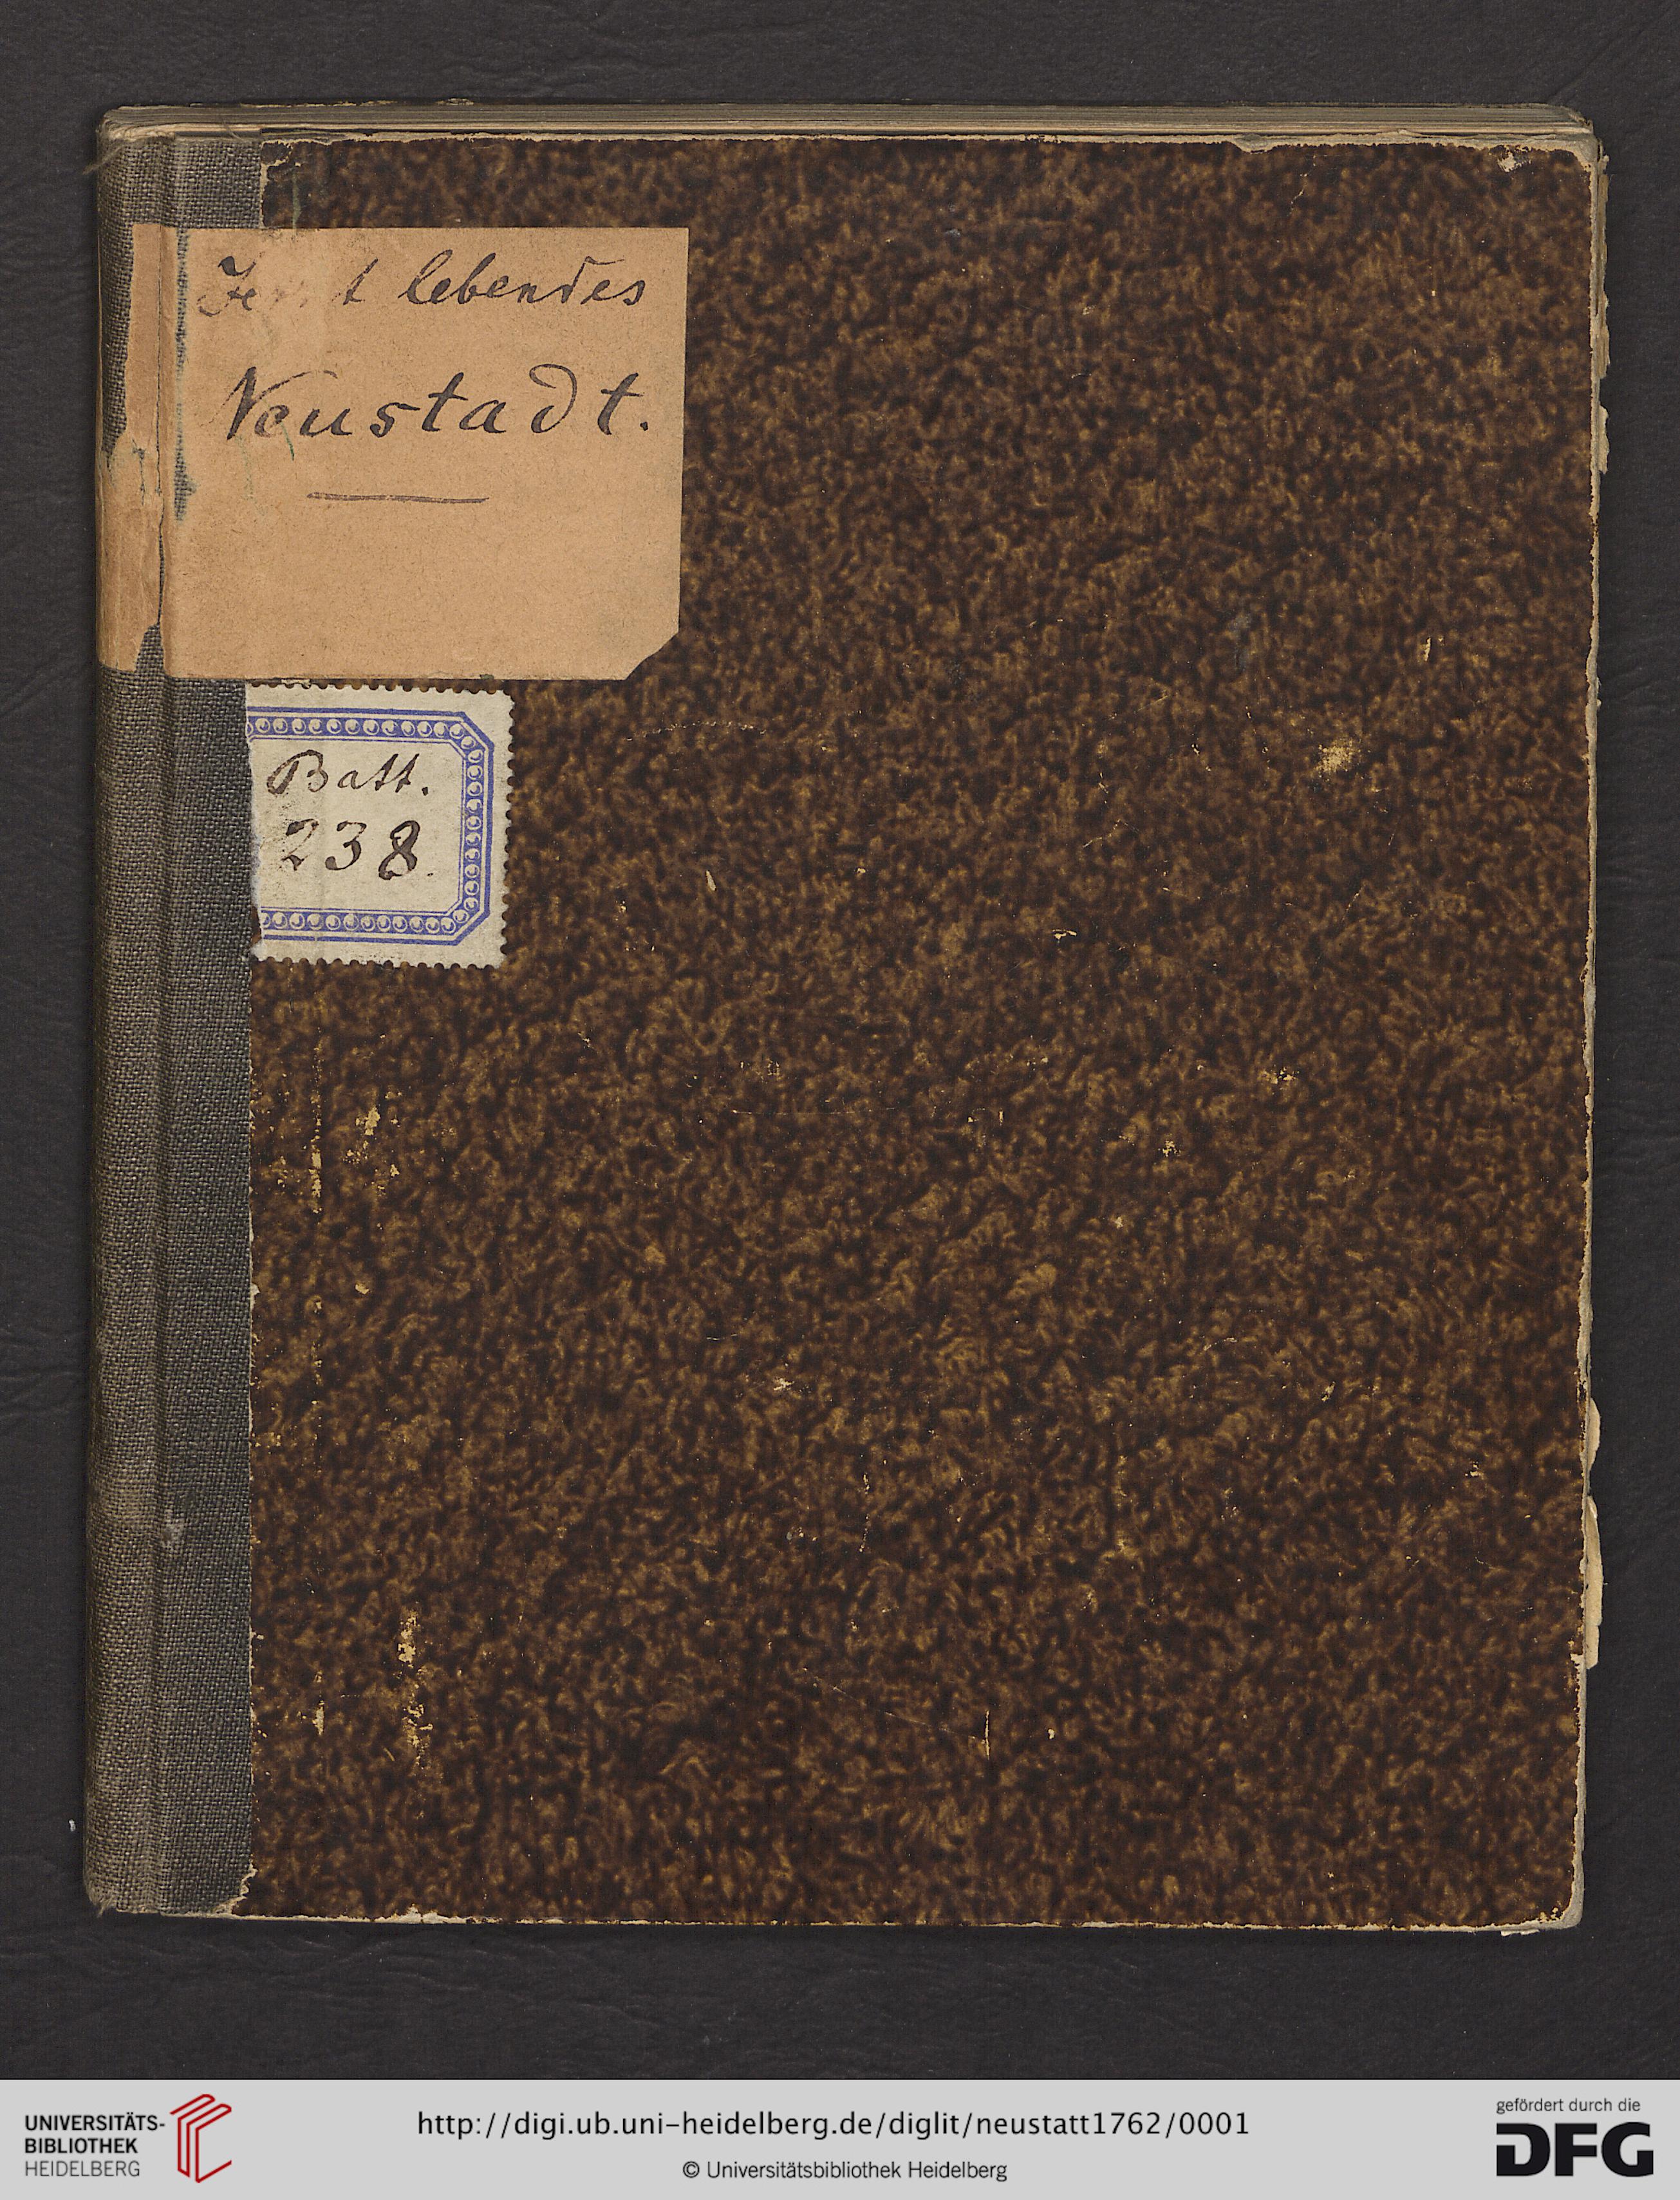 lebendes
Neustadt.
Batt.
238.
UNIVERSITÄTS-
BIBLIOTHEK
HEIDELBERG
http://digi.ub.uni-heidelberg.de/diglit/neustatt1762/0001
© Universitätsbibliothek Heidelberg
gefördert durch die
DFG